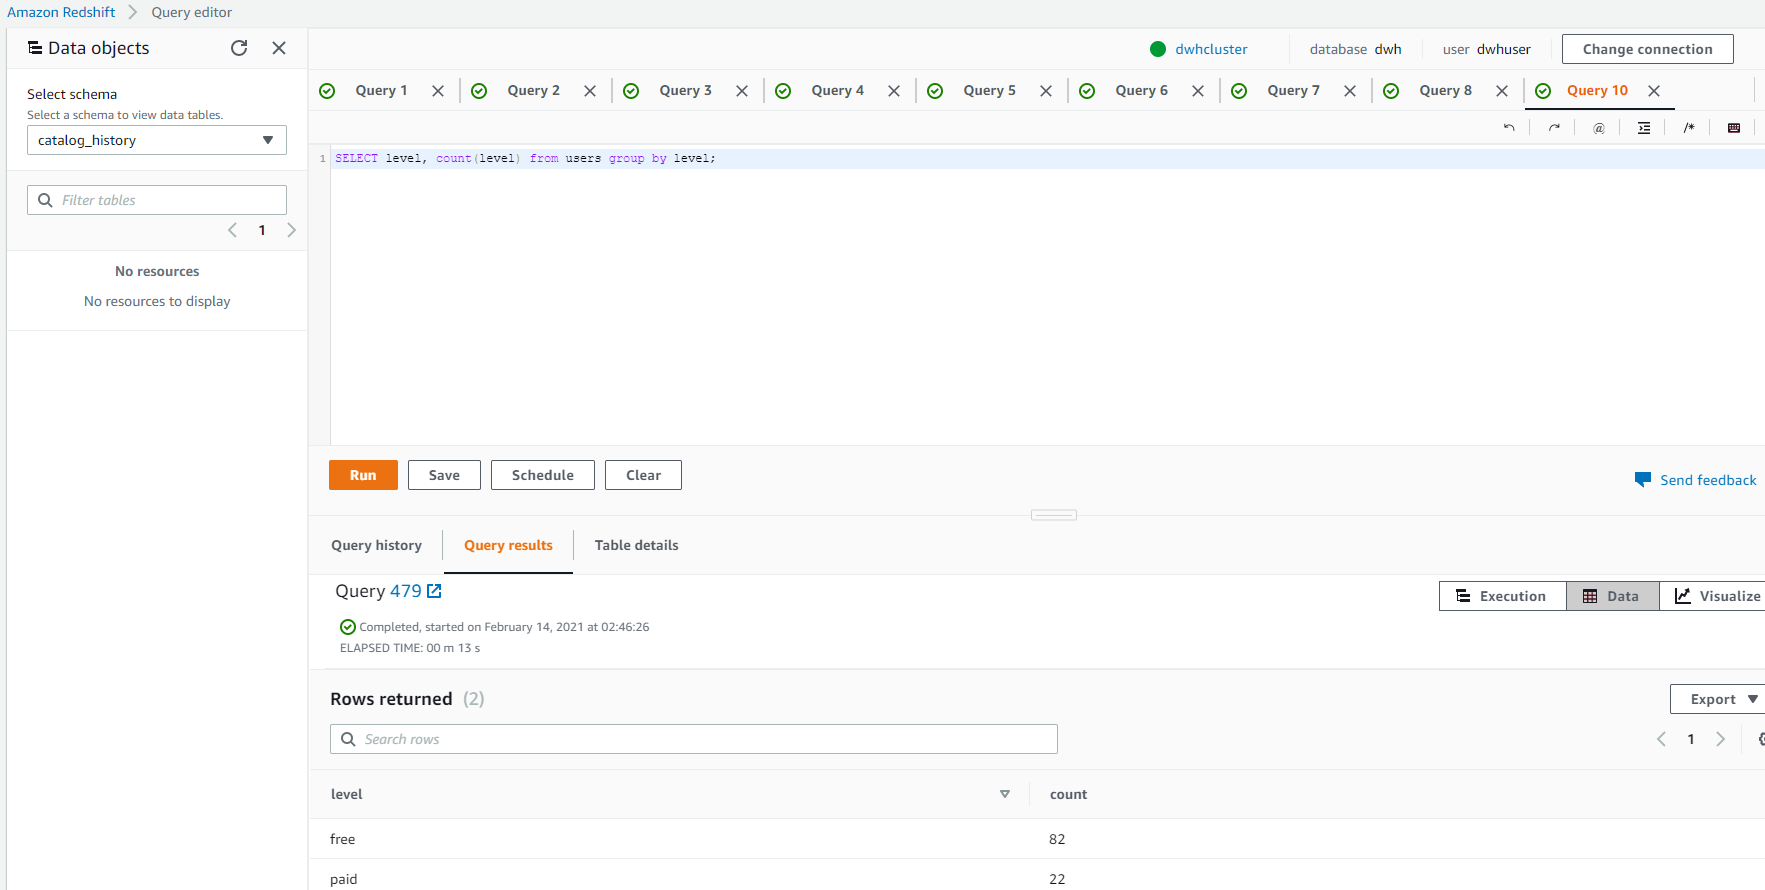 Amazon Redshift > Query editor
Data objects
Select schema
Select a schema to view data tables.
catalog_history
Filter tables
1
No resources
No resources to display
dwhcluster
database dwh
user dwhuser
Change connection
Query 1
Query 2
Query 3
Query 4
Query 5
Query 6
Query 7
Query 8
Query 10
@
/*
1 SELECT level, count(level) from users group by level;
Run
Save
Schedule
Clear
Send feedback
Query history
Query results
Table details
Query 479
Execution
Data
Visualize
Completed, started on February 14, 2021 at 02:46:26
ELAPSED TIME: 00 m 13 s
Rows returned (2)
Export
Search rows
1
level count
free 82
paid 22